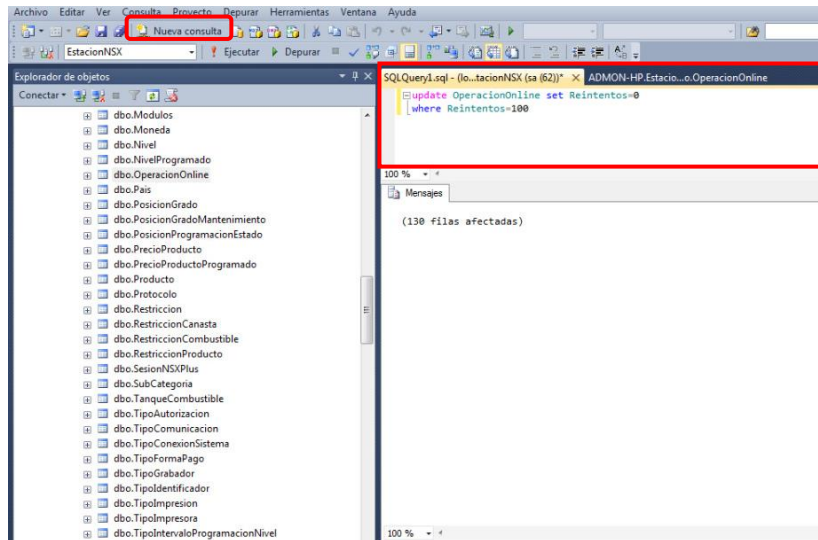 Archivo Editar Ver Consulta Proyecto Depurar Herramientas Ventana Ayuda
Nueva consulta
EstacionNSX Ejecutar Depurar
Explorador de objetos
Conectar
dbo.Modulos
dbo.Moneda
dbo.Nivel
dbo.NivelProgramado
dbo.OperacionOnline
dbo.Pais
dbo.PosicionGrado
dbo.PosicionGradoMantenimiento
dbo.PosicionProgramacionEstado
dbo.PrecioProducto
dbo.PrecioProductoProgramado
dbo.Producto
dbo.Protocolo
dbo.Restriccion
dbo.RestriccionCanasta
dbo.RestriccionCombustible
dbo.RestriccionProducto
dbo.SesionNSXPlus
dbo.SubCategoria
dbo.TanqueCombustible
dbo.TipoAutorizacion
dbo.TipoComunicacion
dbo.TipoConexionSistema
dbo.TipoFormaPago
dbo.TipoGrabador
dbo.TipoIdentificador
dbo.TipoImpresion
dbo.TipoImpresora
dbo.TipoIntervaloProgramacionNivel
SQLQuery1.sql - (lo...tacionNSX (sa (62))* ADMON-HP.Estacio...o.OperacionOnline
update OperacionOnline set Reintentos=0
where Reintentos=100
100 %
Mensajes
(130 filas afectadas)
100 %